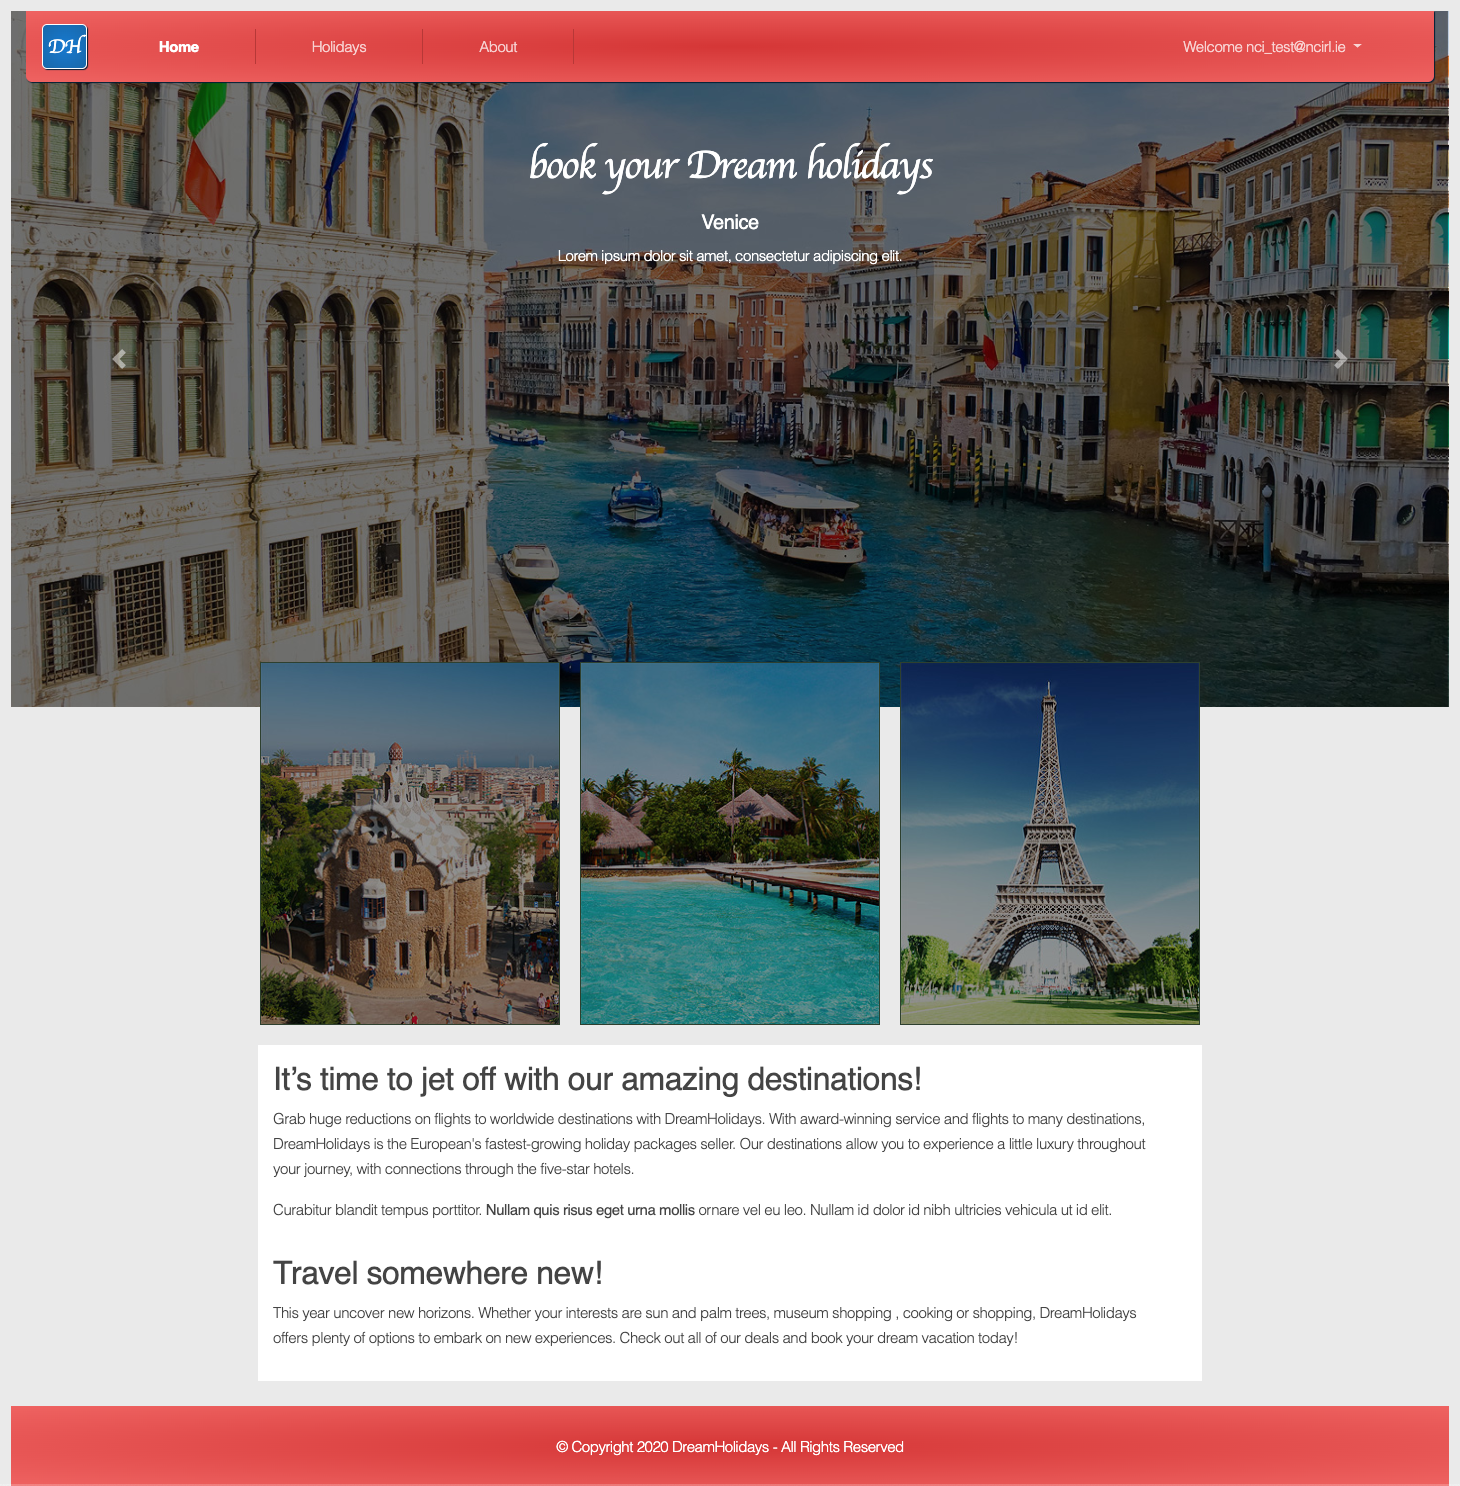 DH
Home
Holidays
About
Welcome nci_test@ncirl.ie
book your Dream holidays
Venice
Lorem ipsum dolor sit amet, consectetur adipiscing elit.
It's time to jet off with our amazing destinations!
Grab huge reductions on flights to worldwide destinations with DreamHolidays. With award-winning service and flights to many destinations,
DreamHolidays is the European's fastest-growing holiday packages seller. Our destinations allow you to experience a little luxury throughout
your journey, with connections through the five-star hotels.
Curabitur blandit tempus porttitor. Nullam quis risus eget urna mollis ornare vel eu leo. Nullam id dolor id nibh ultricies vehicula ut id elit.
Travel somewhere new!
This year uncover new horizons. Whether your interests are sun and palm trees, museum shopping , cooking or shopping, DreamHolidays
offers plenty of options to embark on new experiences. Check out all of our deals and book your dream vacation today!
© Copyright 2020 DreamHolidays - All Rights Reserved